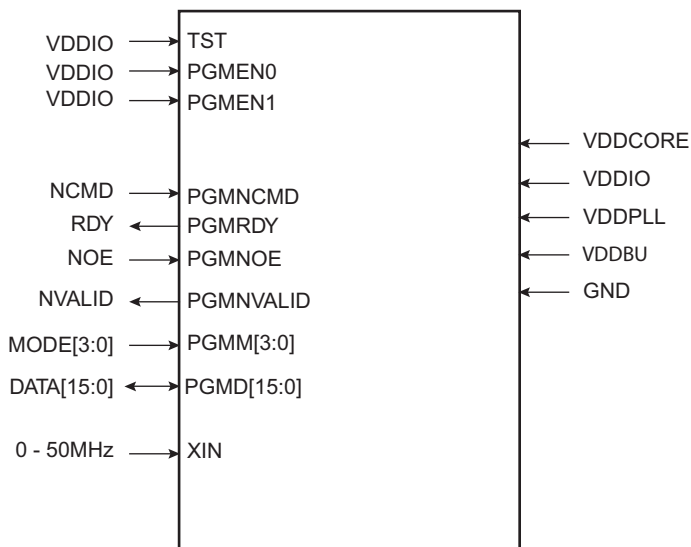 VDDIO TST
VDDIO PGMEN0
VDDIO PGMEN1
VDDCORE
VDDIO
NCMD PGMNCMD
RDY PGMRDY
VDDPLL
NOE PGMNOE
VDDBU
NVALID PGMNVALID
GND
MODE[3:0] PGMM[3:0]
DATA[15:0] PGMD[15:0]
0 - 50MHz XIN